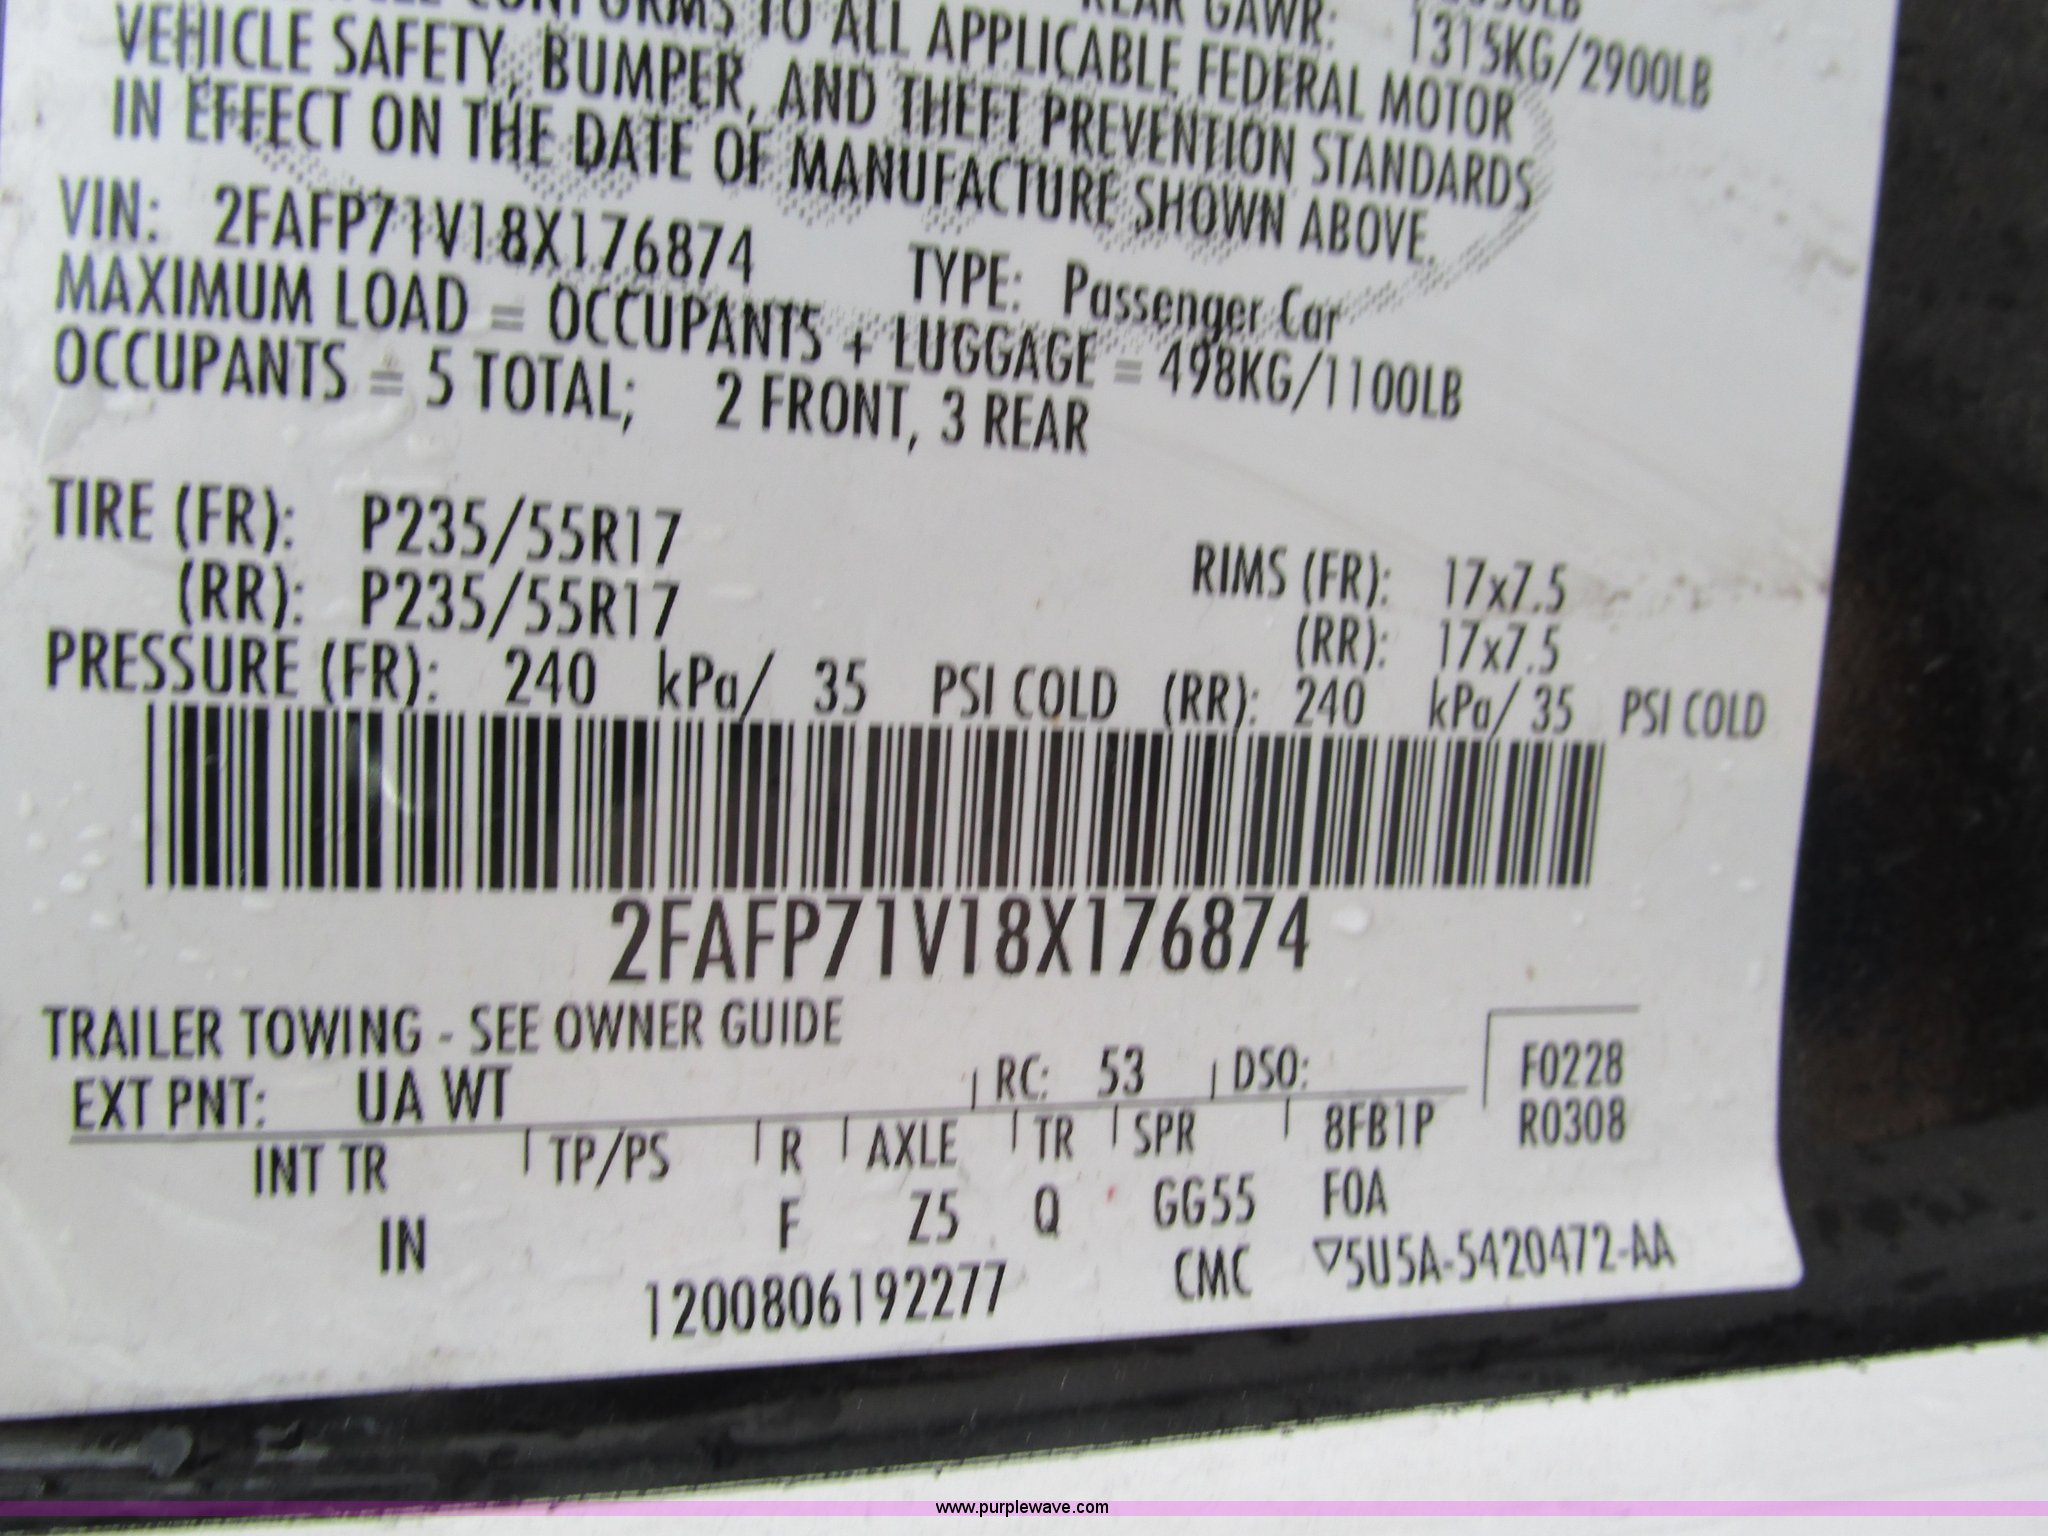 CONFORMS TO ALL APPLICABLE FEDERAL MOTOR
REAR GAWR: 1315KG/2900LB
VEHICLE SAFETY, BUMPER, AND THEFT PREVENTION STANDARDS
IN EFFECT ON THE DATE OF MANUFACTURE SHOWN ABOVE.
VIN: 2FAFP71V18X176874 TYPE: Passenger Car
MAXIMUM LOAD = OCCUPANTS + LUGGAGE = 498KG/1100LB
OCCUPANTS = 5 TOTAL; 2 FRONT, 3 REAR
TIRE (FR): P235/55R17 RIMS (FR): 17x7.5
(RR): P235/55R17 (RR): 17x7.5
PRESSURE (FR): 240 kPa/ 35 PSI COLD (RR): 240 kPa/ 35 PSI COLD
2FAFP71V18X176874
TRAILER TOWING - SEE OWNER GUIDE
EXT PNT: UA WT RC: 53 DSO: F0228
INT TR TP/PS R AXLE TR SPR 8FB1P R0308
IN F Z5 Q GG55 F0A
1200806192277 CMC ▽5U5A-5420472-AA
www.purplewave.com